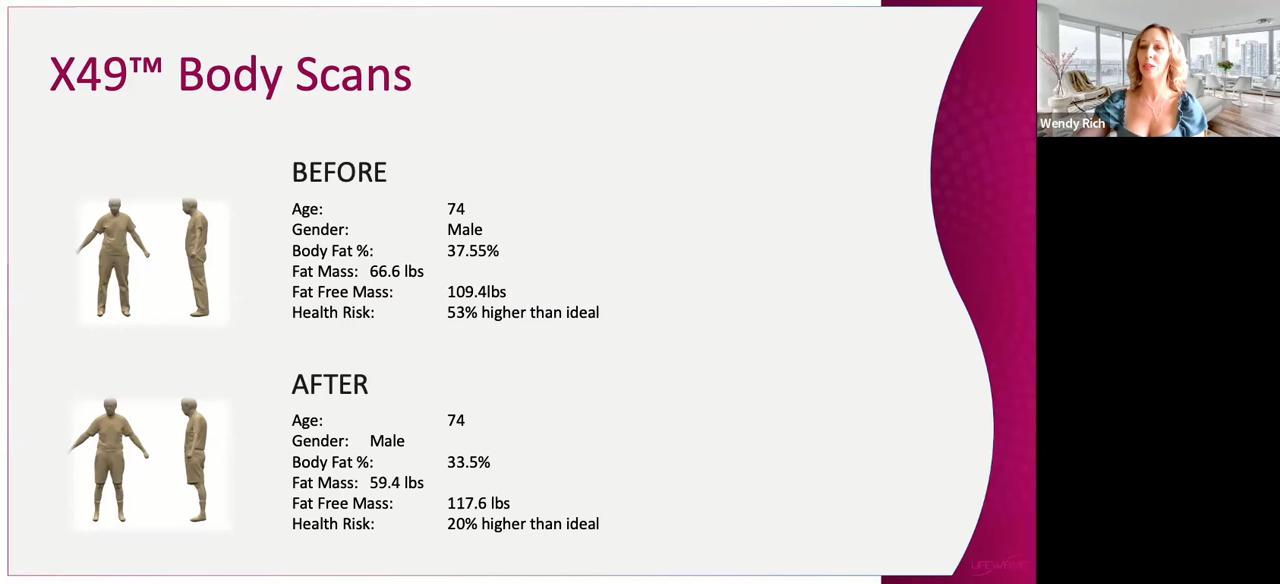 X49™ Body Scans
BEFORE
Age: 74
Gender: Male
Body Fat %: 37.55%
Fat Mass: 66.6 lbs
Fat Free Mass: 109.4lbs
Health Risk: 53% higher than ideal
AFTER
Age: 74
Gender: Male
Body Fat %: 33.5%
Fat Mass: 59.4 lbs
Fat Free Mass: 117.6 lbs
Health Risk: 20% higher than ideal
Wendy Rich
LIFEWAVE